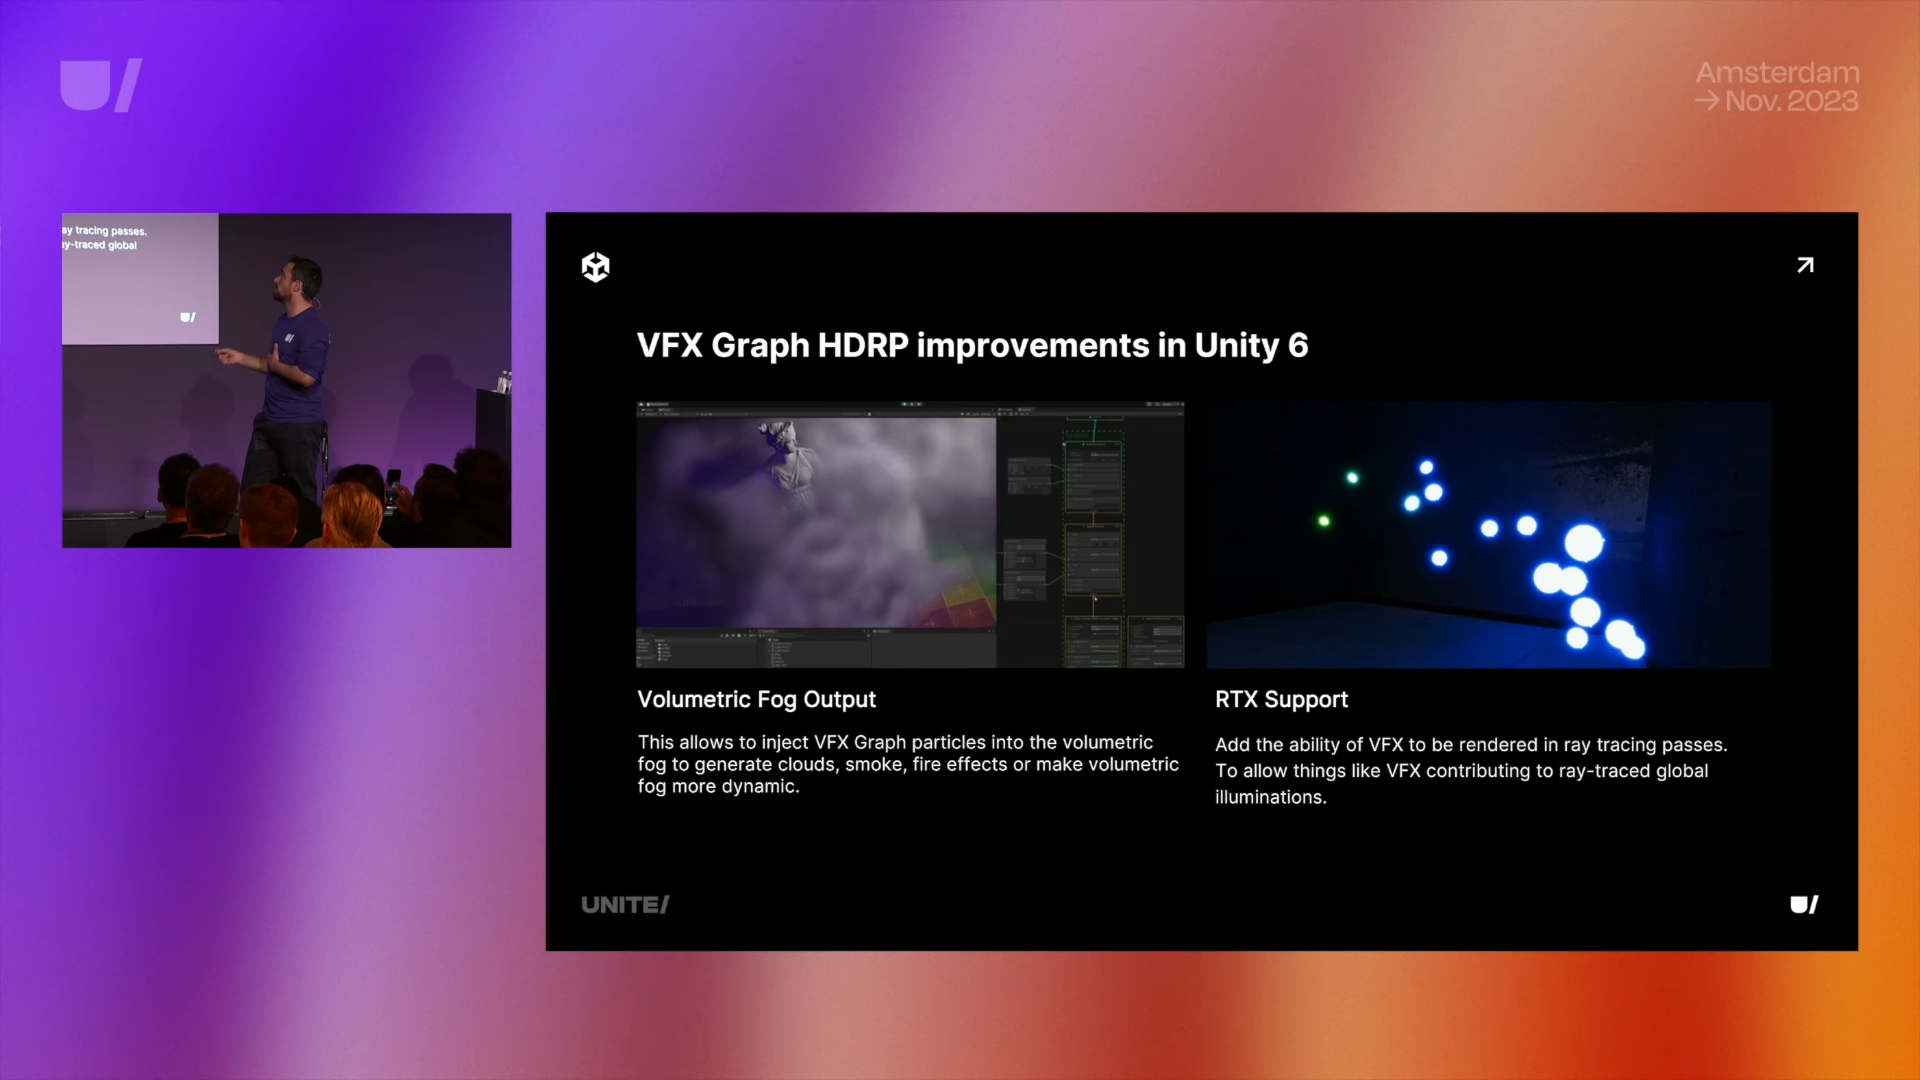 U/
Amsterdam
→ Nov. 2023
ay tracing passes.
ay-traced global
U/
U/
VFX Graph HDRP improvements in Unity 6
Volumetric Fog Output
This allows to inject VFX Graph particles into the volumetric
fog to generate clouds, smoke, fire effects or make volumetric
fog more dynamic.
RTX Support
Add the ability of VFX to be rendered in ray tracing passes.
To allow things like VFX contributing to ray-traced global
illuminations.
UNITE/
U/